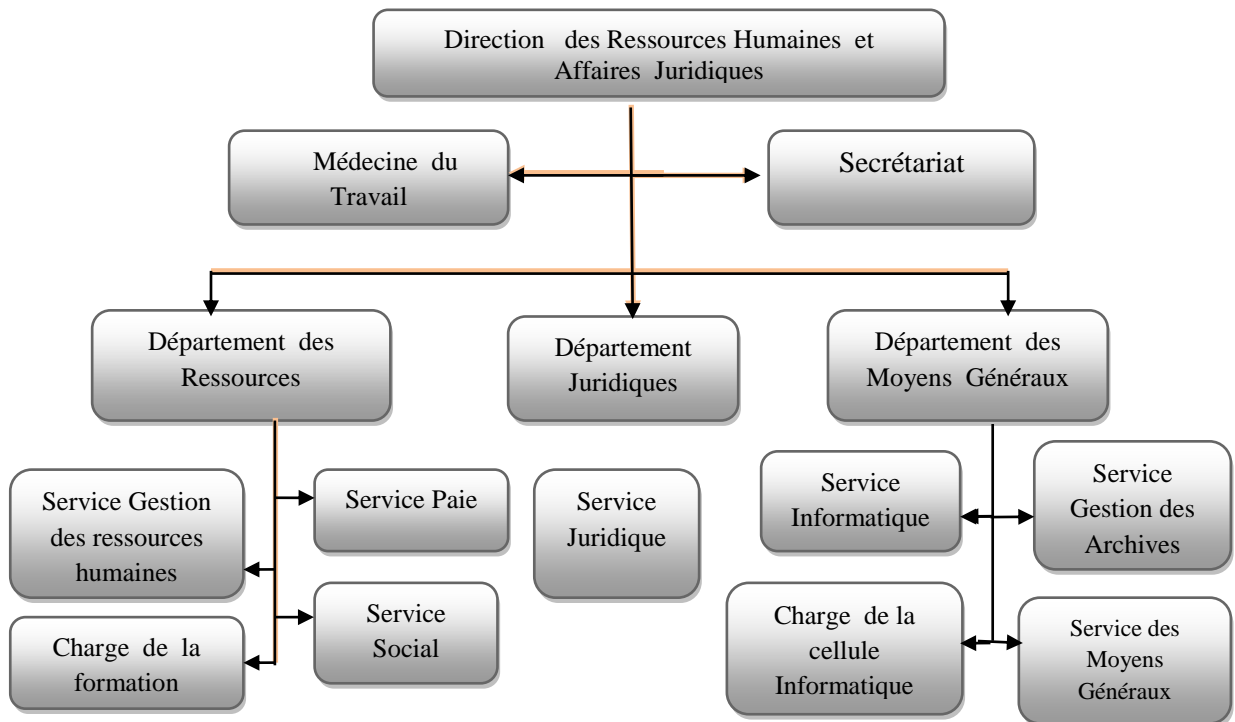 Direction des Ressources Humaines et
Affaires Juridiques
Médecine du
Travail
Secrétariat
Département des
Ressources
Département
Juridiques
Département des
Moyens Généraux
Service Gestion
des ressources
humaines
Service Paie
Charge de la
formation
Service
Social
Service
Juridique
Service
Informatique
Service
Gestion des
Archives
Charge de la
cellule
Informatique
Service des
Moyens
Généraux